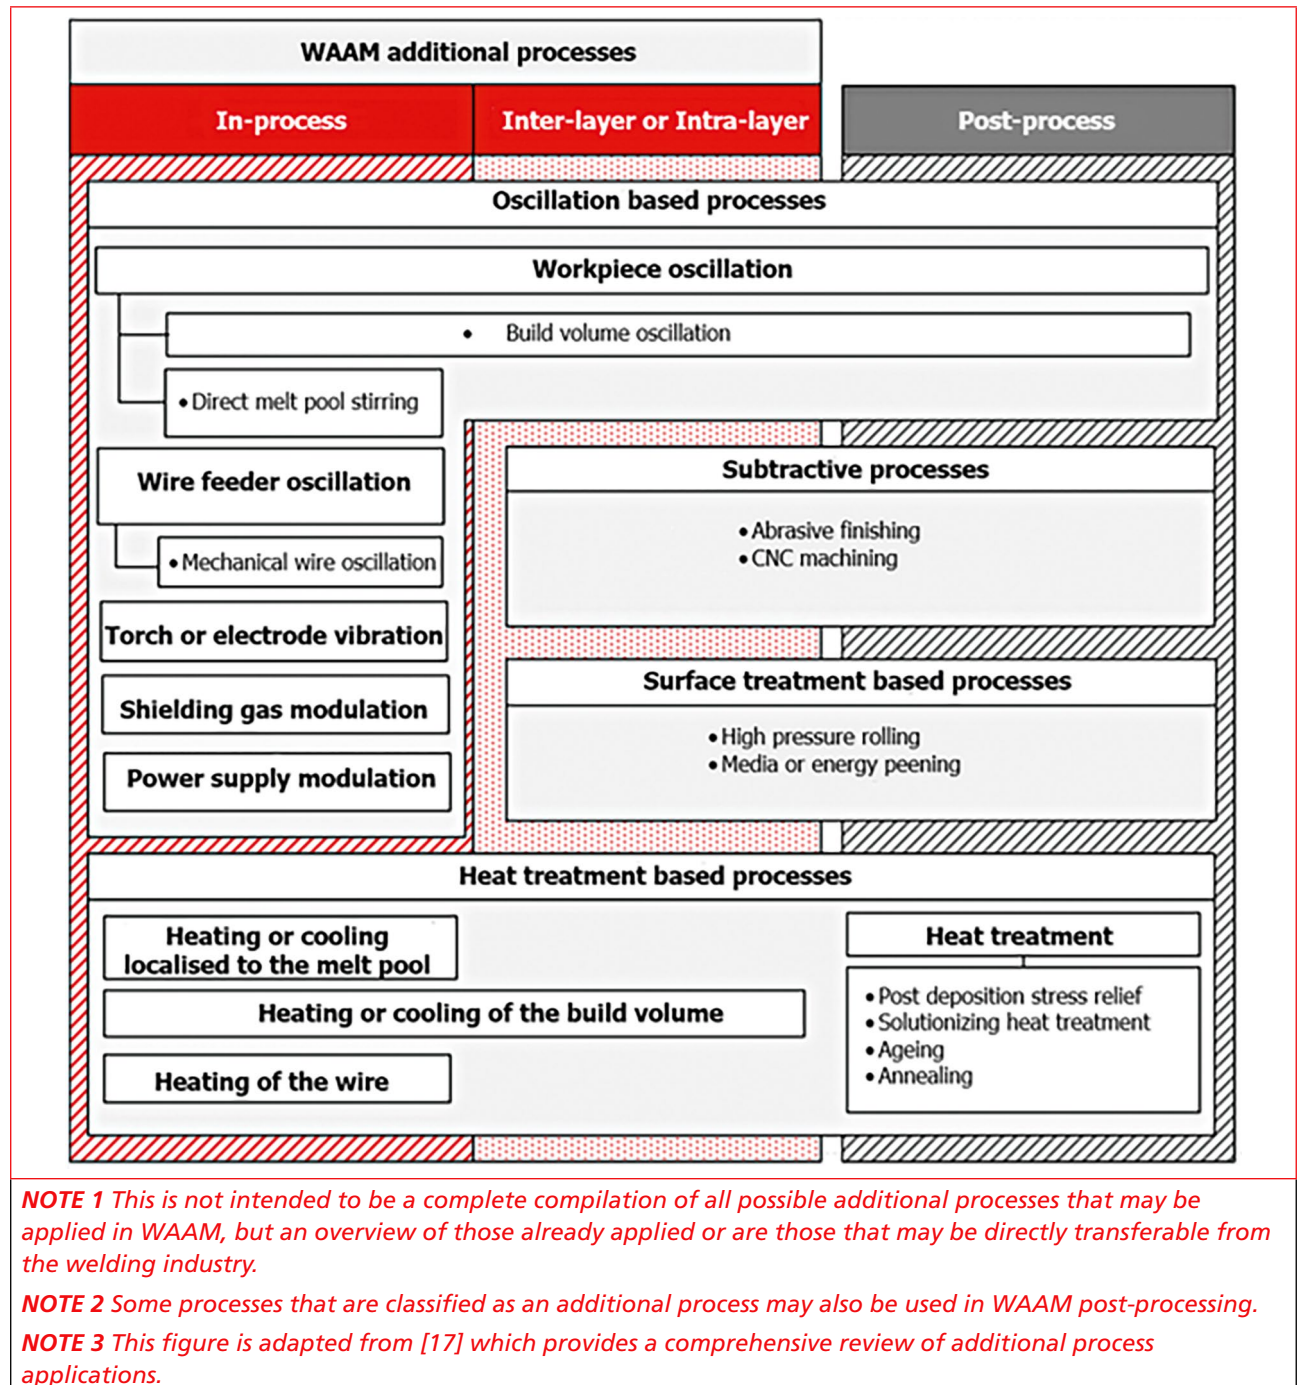 WAAM additional processes
In-process
Inter-layer or Intra-layer
Post-process
Oscillation based processes
Workpiece oscillation
• Build volume oscillation
• Direct melt pool stirring
Wire feeder oscillation
• Mechanical wire oscillation
Torch or electrode vibration
Shielding gas modulation
Power supply modulation
Subtractive processes
• Abrasive finishing
• CNC machining
Surface treatment based processes
• High pressure rolling
• Media or energy peening
Heat treatment based processes
Heating or cooling
localised to the melt pool
Heating or cooling of the build volume
Heating of the wire
Heat treatment
• Post deposition stress relief
• Solutionizing heat treatment
• Ageing
• Annealing
NOTE 1 This is not intended to be a complete compilation of all possible additional processes that may be
applied in WAAM, but an overview of those already applied or are those that may be directly transferable from
the welding industry.
NOTE 2 Some processes that are classified as an additional process may also be used in WAAM post-processing.
NOTE 3 This figure is adapted from [17] which provides a comprehensive review of additional process
applications.